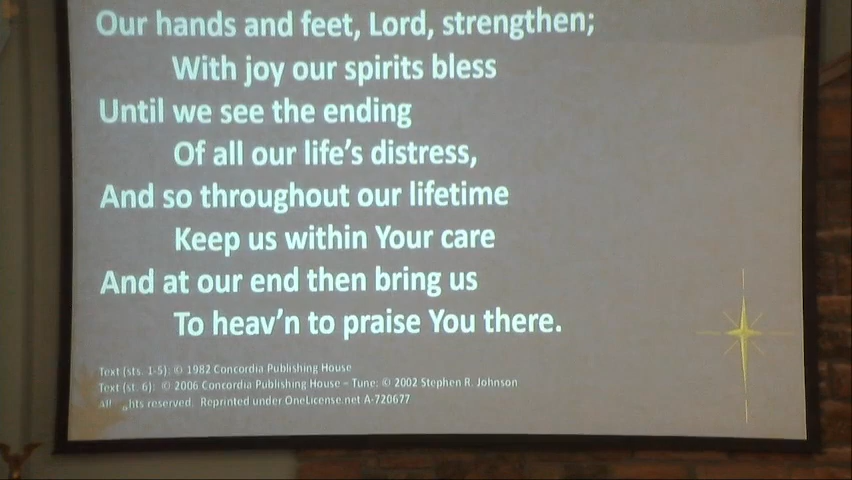 Our hands and feet, Lord, strengthen;
With joy our spirits bless
Until we see the ending
Of all our life's distress,
And so throughout our lifetime
Keep us within Your care
And at our end then bring us
To heav'n to praise You there.
Text (sts. 1-5): © 1982 Concordia Publishing House
Text (st. 6): © 2006 Concordia Publishing House – Tune: © 2002 Stephen R. Johnson
All reserved. Reprinted under OneLicense.net A-720677